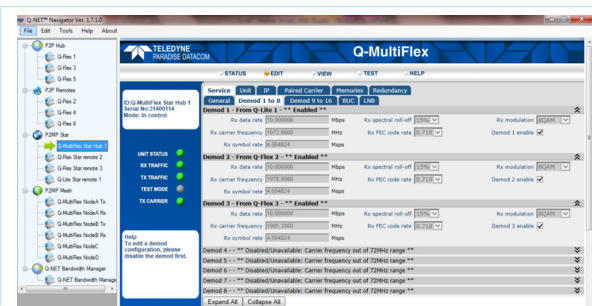 Q-NET™ Navigator Ver. 1.7.1.0
File Edit Tools Help About
P2P Hub
Q-Flex 1
Q-Flex 3
Q-Flex 5
P2P Remotes
Q-Flex 2
Q-Flex 4
Q-Flex 6
P2MP Star
Q-MultiFlex Star Hub 1
Q-Flex Star remote 2
Q-Flex Star remote 3
Q-Lite Star remote 1
P2MP Mesh
Q-MultiFlex NodeA Tx
Q-MultiFlex NodeA Rx
Q-MultiFlex NodeB Tx
Q-MultiFlex NodeB Rx
Q-MultiFlex NodeC
Q-MultiFlex NodeD
Q-NET Bandwidth Manager
Q-NET Bandwidth Manage
TELEDYNE
PARADISE DATACOM
Q-MultiFlex
STATUS EDIT VIEW TEST HELP
ID:Q-MultiFlex Star Hub 1
Serial No:31400114
Mode: In control
UNIT STATUS
RX TRAFFIC
TX TRAFFIC
TEST MODE
TX CARRIER
Help
To edit a demod
configuration, please
disable the demod first.
Service Unit IP Paired Carrier Memories Redundancy
General Demod 1 to 8 Demod 9 to 16 BUC LNB
Demod 1 - From Q-Lite 1 - ** Enabled **
Rx data rate 10.000000 Mbps Rx spectral roll-off 15% Rx modulation 8QAM
Rx carrier frequency 1972.6600 MHz Rx FEC code rate 0.710 Demod 1 enable
Rx symbol rate 4.694824 Msps
Demod 2 - From Q-Flex 2 - ** Enabled **
Rx data rate 10.000000 Mbps Rx spectral roll-off 15% Rx modulation 8QAM
Rx carrier frequency 1978.9980 MHz Rx FEC code rate 0.710 Demod 2 enable
Rx symbol rate 4.694824 Msps
Demod 3 - From Q-Flex 3 - ** Enabled **
Rx data rate 10.000000 Mbps Rx spectral roll-off 15% Rx modulation 8QAM
Rx carrier frequency 1985.3360 MHz Rx FEC code rate 0.710 Demod 3 enable
Rx symbol rate 4.694824 Msps
Demod 4 - - ** Disabled/Unavailable: Carrier frequency out of 72MHz range **
Demod 5 - - ** Disabled/Unavailable: Carrier frequency out of 72MHz range **
Demod 6 - - ** Disabled/Unavailable: Carrier frequency out of 72MHz range **
Demod 7 - - ** Disabled/Unavailable: Carrier frequency out of 72MHz range **
Demod 8 - - ** Disabled/Unavailable: Carrier frequency out of 72MHz range **
Expand All Collapse All